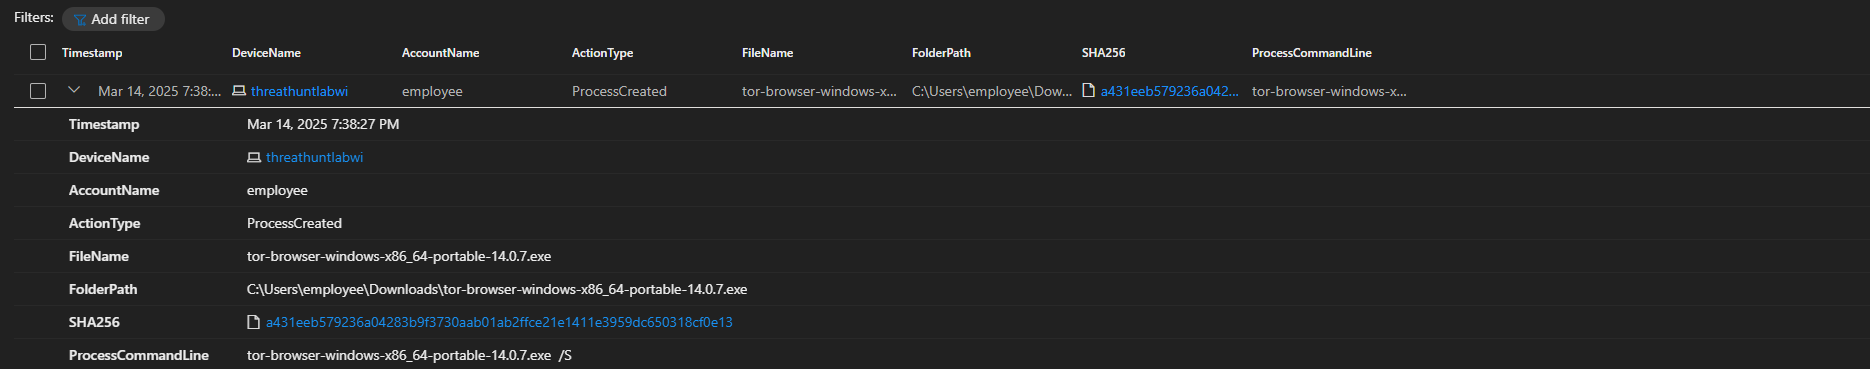 Filters: Add filter
Timestamp DeviceName AccountName ActionType FileName FolderPath SHA256 ProcessCommandLine
Mar 14, 2025 7:38:... threathuntlabwi employee ProcessCreated tor-browser-windows-x... C:\Users\employee\Dow... a431eeb579236a042... tor-browser-windows-x...
Timestamp Mar 14, 2025 7:38:27 PM
DeviceName threathuntlabwi
AccountName employee
ActionType ProcessCreated
FileName tor-browser-windows-x86_64-portable-14.0.7.exe
FolderPath C:\Users\employee\Downloads\tor-browser-windows-x86_64-portable-14.0.7.exe
SHA256 a431eeb579236a04283b9f3730aab01ab2ffce21e1411e3959dc650318cf0e13
ProcessCommandLine tor-browser-windows-x86_64-portable-14.0.7.exe  /S